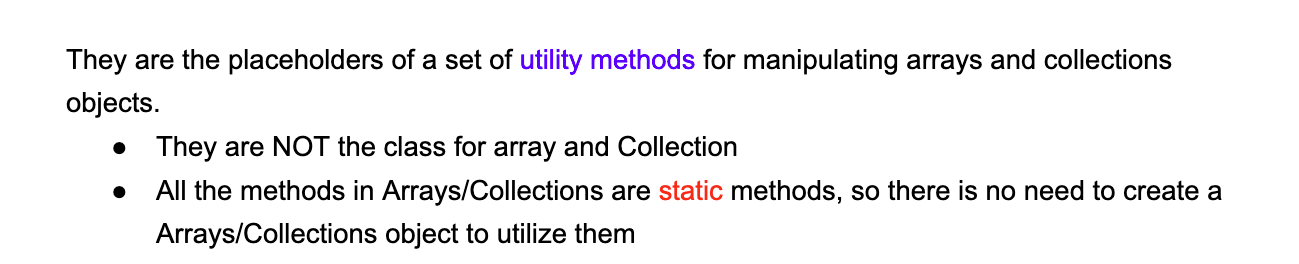 They are the placeholders of a set of utility methods for manipulating arrays and collections
objects.
● They are NOT the class for array and Collection
● All the methods in Arrays/Collections are static methods, so there is no need to create a
Arrays/Collections object to utilize them